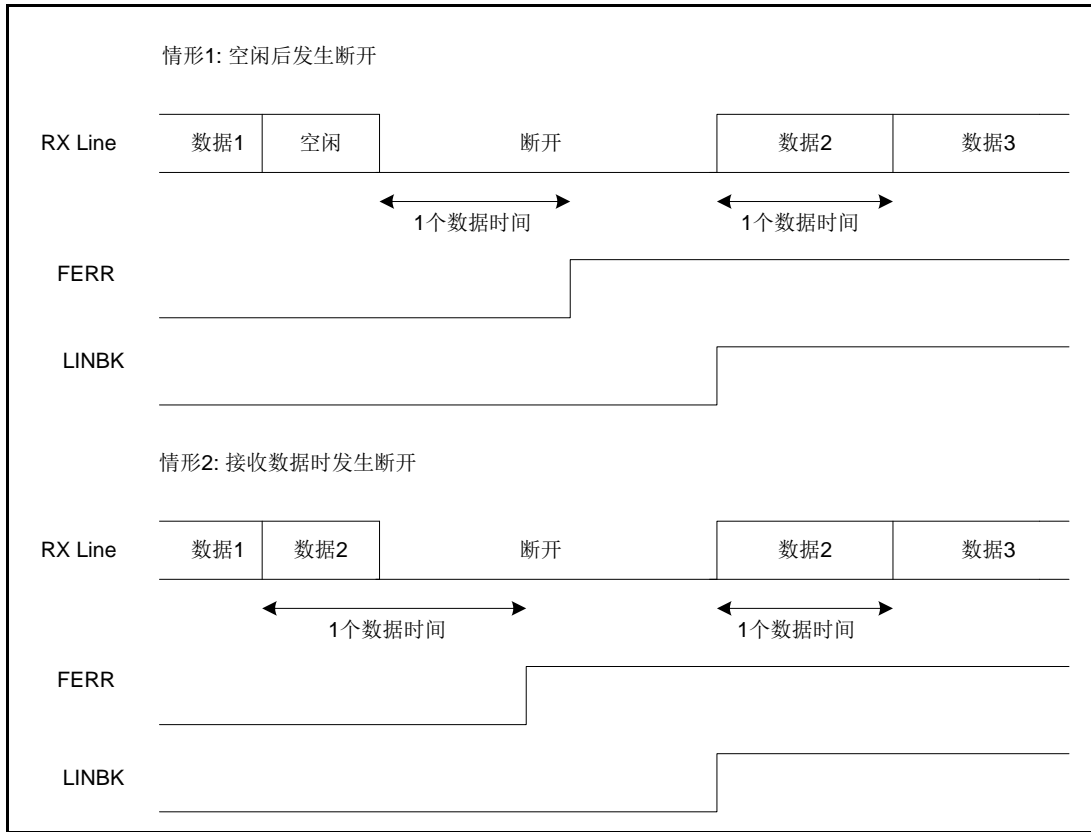 情形1: 空闲后发生断开
RX Line
数据1
空闲
断开
数据2
数据3
1个数据时间
1个数据时间
FERR
LINBK
情形2: 接收数据时发生断开
RX Line
数据1
数据2
断开
数据2
数据3
1个数据时间
1个数据时间
FERR
LINBK